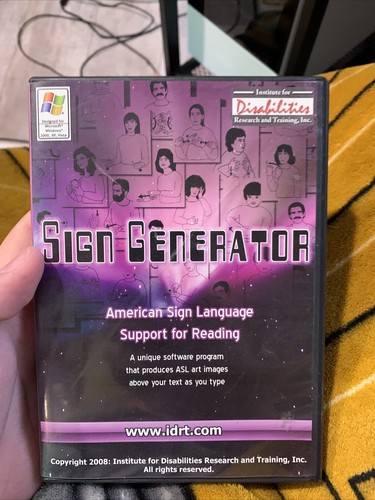 Designed for
Microsoft®
Windows®
2000, XP, Vista
Institute for
Disabilities
Research and Training, Inc.
SIGN GENERATOR
American Sign Language
Support for Reading
A unique software program
that produces ASL art images
above your text as you type
www.idrt.com
Copyright 2008: Institute for Disabilities Research and Training, Inc.
All rights reserved.